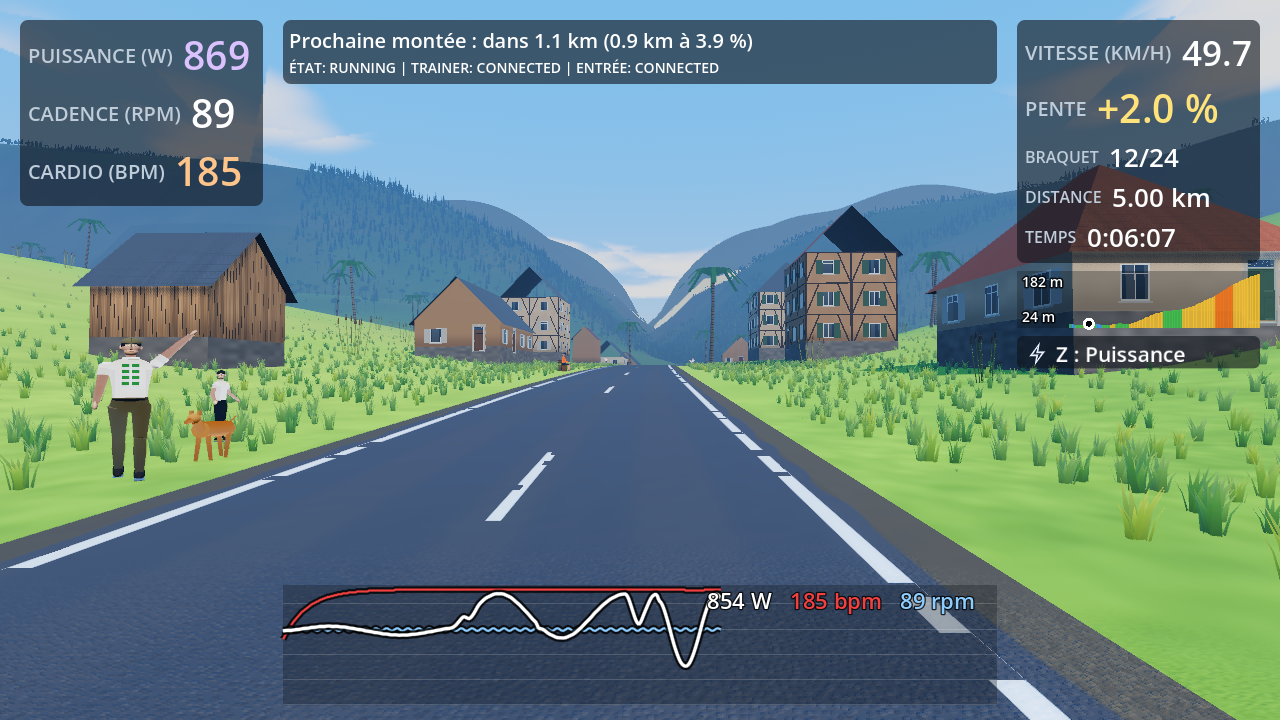 PUISSANCE (W) 869
CADENCE (RPM) 89
CARDIO (BPM) 185
Prochaine montée : dans 1.1 km (0.9 km à 3.9 %)
ÉTAT: RUNNING | TRAINER: CONNECTED | ENTRÉE: CONNECTED
VITESSE (KM/H) 49.7
PENTE +2.0 %
BRAQUET 12/24
DISTANCE 5.00 km
TEMPS 0:06:07
182 m
24 m
Z : Puissance
854 W 185 bpm 89 rpm